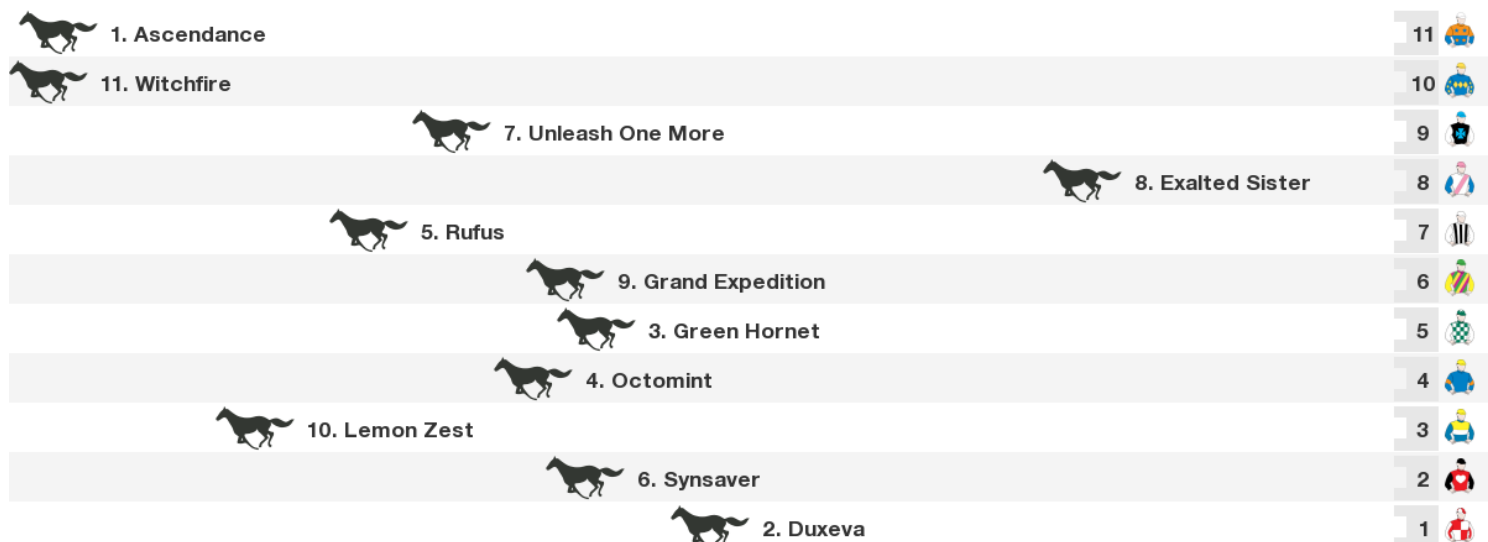 1. Ascendance 11
11. Witchfire 10
7. Unleash One More 9
8. Exalted Sister 8
5. Rufus 7
9. Grand Expedition 6
3. Green Hornet 5
4. Octomint 4
10. Lemon Zest 3
6. Synsaver 2
2. Duxeva 1